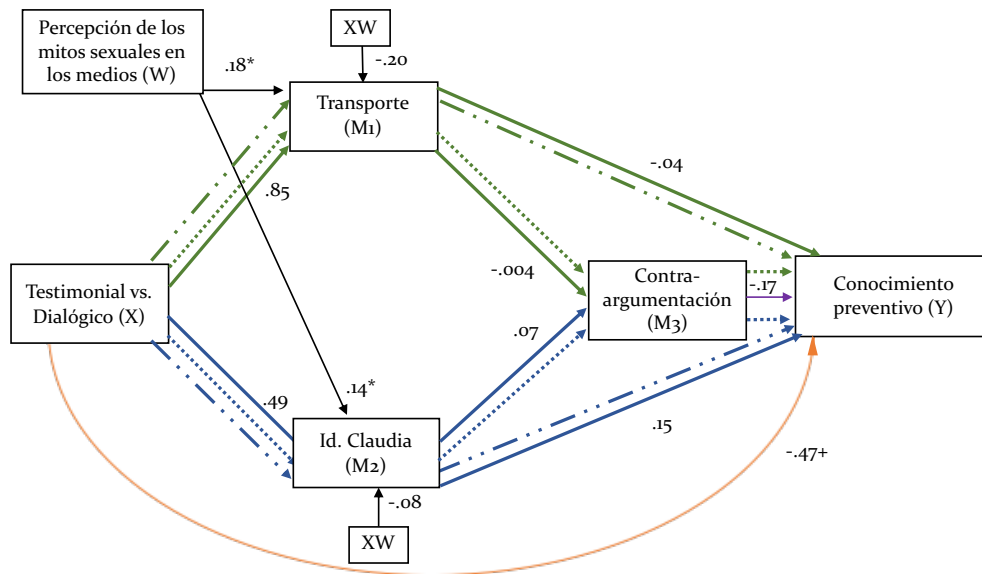 Percepción de los
mitos sexuales en
los medios (W)
XW
.18*
-.20
Transporte
(M1)
-.04
.85
-.004
Testimonial vs.
Dialógico (X)
Contra-
argumentación
(M3)
-.17
Conocimiento
preventivo (Y)
.07
.49
.14*
.15
Id. Claudia
(M2)
-.47+
-.08
XW